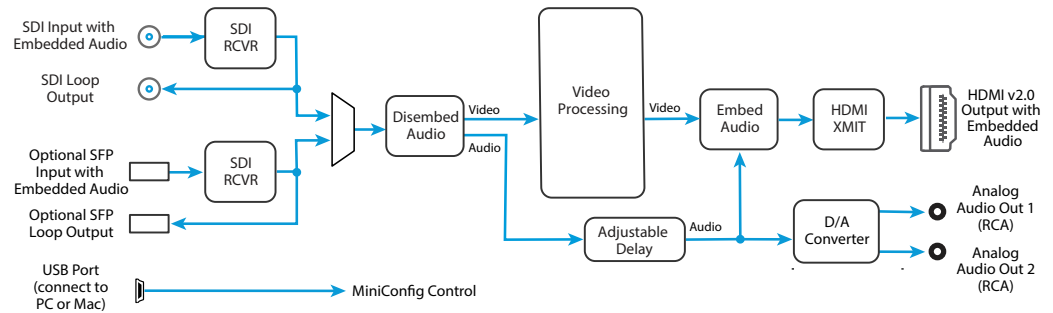 SDI Input with
Embedded Audio
SDI
RCVR
SDI Loop
Output
Optional SFP
Input with
Embedded Audio
SDI
RCVR
Optional SFP
Loop Output
USB Port
(connect to
PC or Mac)
MiniConfig Control
Disembed
Audio
Video
Audio
Video
Processing
Video
Adjustable
Delay
Audio
Embed
Audio
HDMI
XMIT
HDMI v2.0
Output with
Embedded
Audio
D/A
Converter
Analog
Audio Out 1
(RCA)
Analog
Audio Out 2
(RCA)